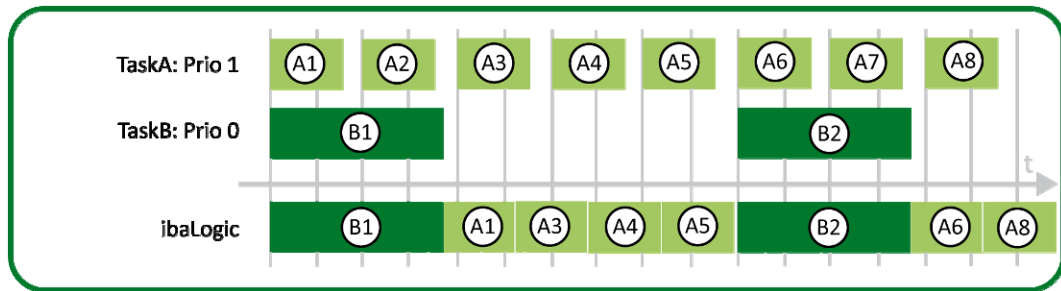 TaskA: Prio 1 A1 A2 A3 A4 A5 A6 A7 A8
TaskB: Prio 0 B1 B2
t
ibaLogic B1 A1 A3 A4 A5 B2 A6 A8